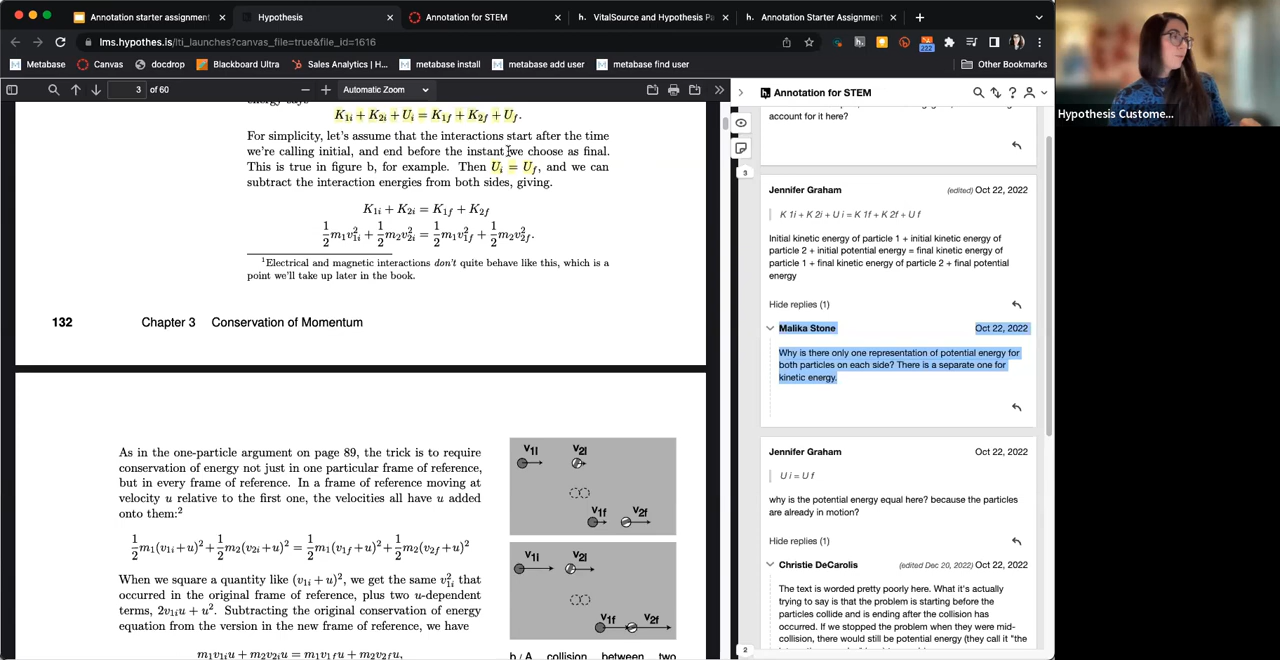 Annotation starter assignment
Hypothesis
Annotation for STEM
VitalSource and Hypothesis Pa
Annotation Starter Assignment
lms.hypothes.is/lti_launches?canvas_file=true&file_id=1616
222
Metabase
Canvas
docdrop
Blackboard Ultra
Sales Analytics | H...
metabase install
metabase add user
metabase find user
Other Bookmarks
3 of 60
Automatic Zoom
K1i + K2i + Ui = K1f + K2f + Uf.
For simplicity, let's assume that the interactions start after the time
we're calling initial, and end before the instant we choose as final.
This is true in figure b, for example. Then Ui = Uf, and we can
subtract the interaction energies from both sides, giving.
K1i + K2i = K1f + K2f
1/2 m1v²1i + 1/2 m2v²2i = 1/2 m1v²1f + 1/2 m2v²2f.
1Electrical and magnetic interactions don't quite behave like this, which is a
point we'll take up later in the book.
132 Chapter 3 Conservation of Momentum
As in the one-particle argument on page 89, the trick is to require
conservation of energy not just in one particular frame of reference,
but in every frame of reference. In a frame of reference moving at
velocity u relative to the first one, the velocities all have u added
onto them:2
1/2 m1(v1i+u)² + 1/2 m2(v2i+u)² = 1/2 m1(v1f+u)² + 1/2 m2(v2f+u)²
When we square a quantity like (v1i + u)², we get the same v²1i that
occurred in the original frame of reference, plus two u-dependent
terms, 2v1iu + u². Subtracting the original conservation of energy
equation from the version in the new frame of reference, we have
m1v1iu + m2v2iu = m1v1fu + m2v2fu,
v1i v2i
v1f v2f
v1i v2i
v1f v2f
b / A collision between two
Annotation for STEM
account for it here?
3
Jennifer Graham (edited) Oct 22, 2022
K 1i + K 2i + U i = K 1f + K 2f + U f
Initial kinetic energy of particle 1 + initial kinetic energy of
particle 2 + initial potential energy = final kinetic energy of
particle 1 + final kinetic energy of particle 2 + final potential
energy
Hide replies (1)
Malika Stone Oct 22, 2022
Why is there only one representation of potential energy for
both particles on each side? There is a separate one for
kinetic energy.
Jennifer Graham Oct 22, 2022
U i = U f
why is the potential energy equal here? because the particles
are already in motion?
Hide replies (1)
Christie DeCarolis (edited Dec 20, 2022) Oct 22, 2022
The text is worded pretty poorly here. What it's actually
trying to say is that the problem is starting before the
particles collide and is ending after the collision has
occurred. If we stopped the problem when they were mid-
collision, there would still be potential energy (they call it "the
2
Hypothesis Custome...